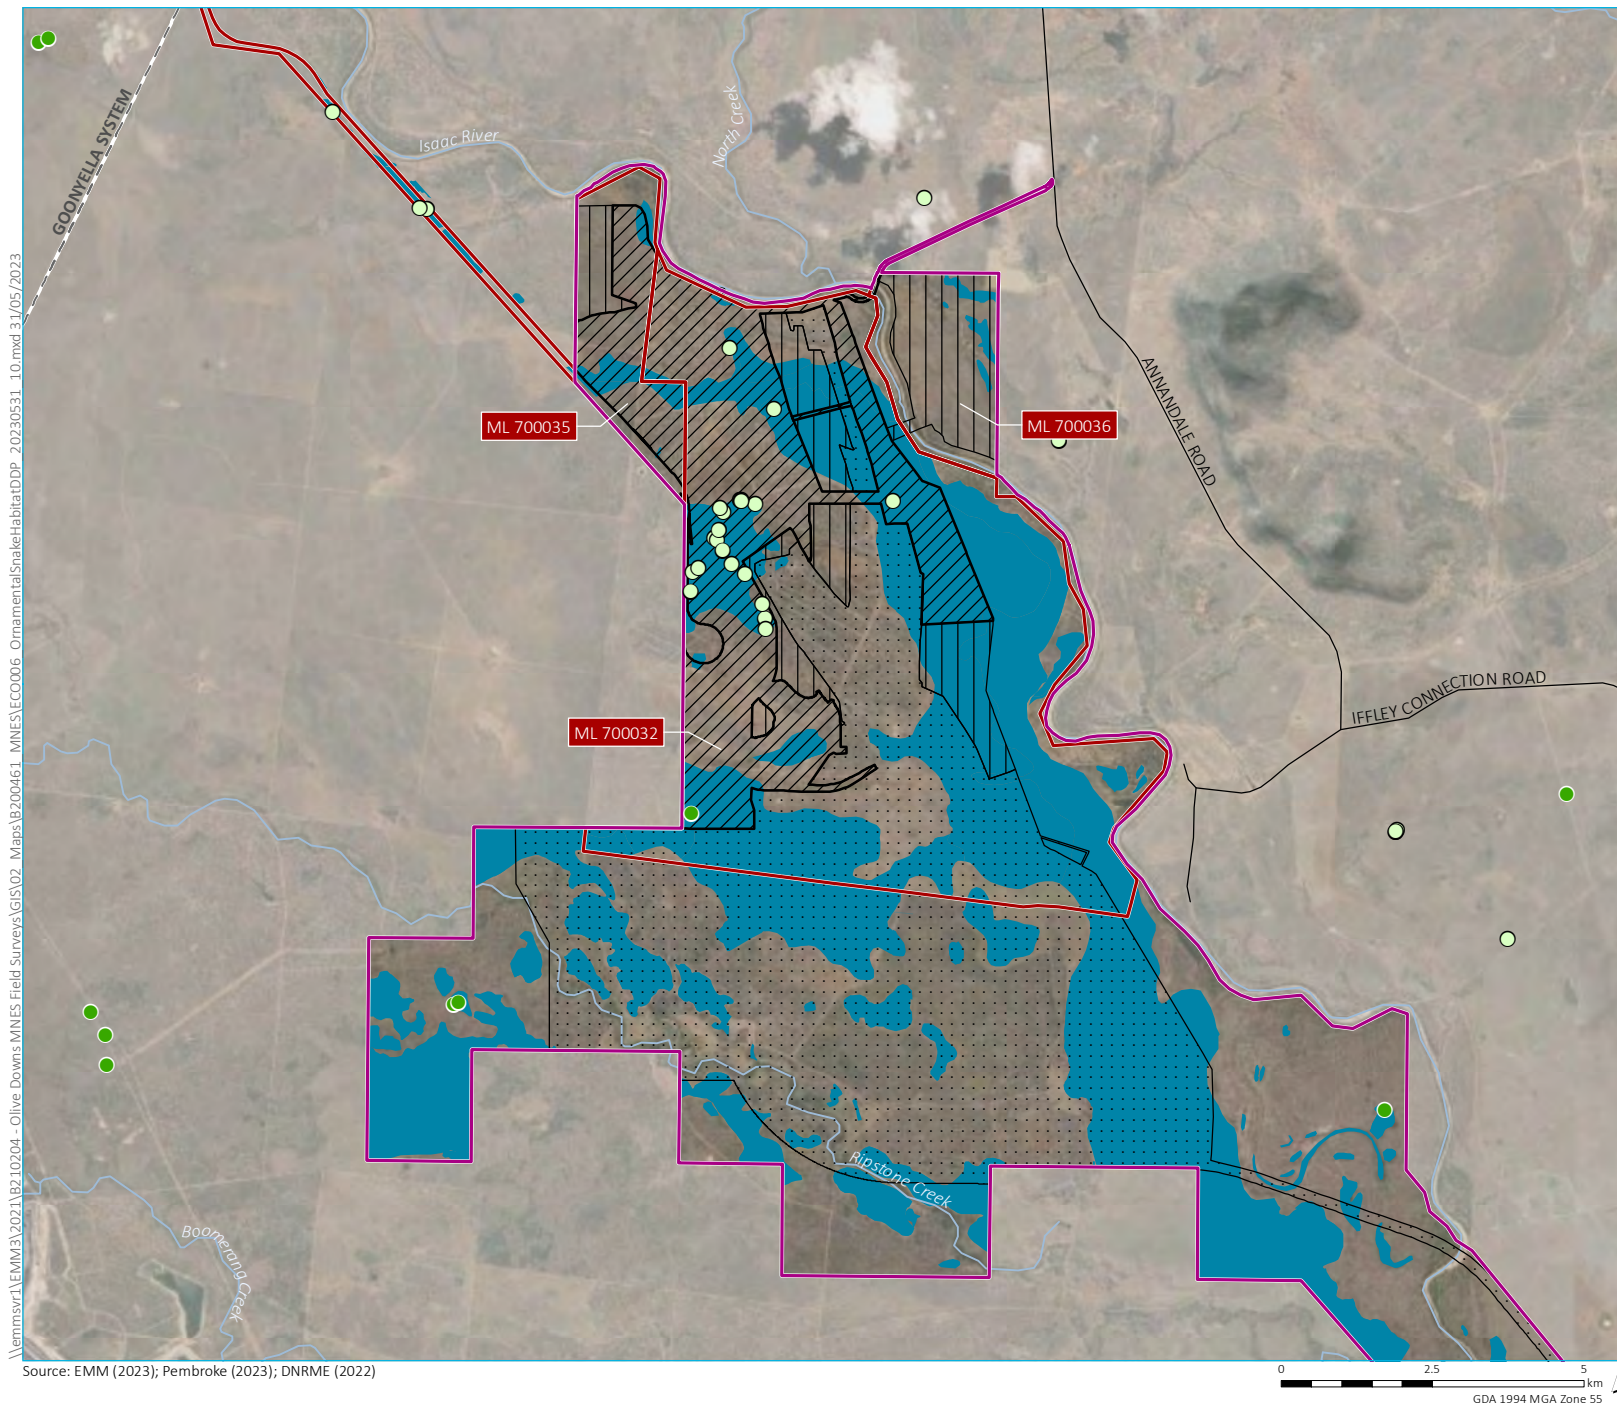 GOONYELLA SYSTEM
Isaac River
North Creek
ANNANDALE ROAD
ML 700035
ML 700036
IFFLEY CONNECTION ROAD
ML 700032
Ripstone Creek
Boomerang Creek
\\emmsvr1\EMM3\2021\B210204 - Olive Downs MNES Field Surveys\GIS\02_Maps\B200461_MNES\ECO006_OrnamentalSnakeHabitatDDP_20230531_10.mxd 31/05/2023
Source: EMM (2023); Pembroke (2023); DNRME (2022)
0 2.5 5
km
GDA 1994 MGA Zone 55